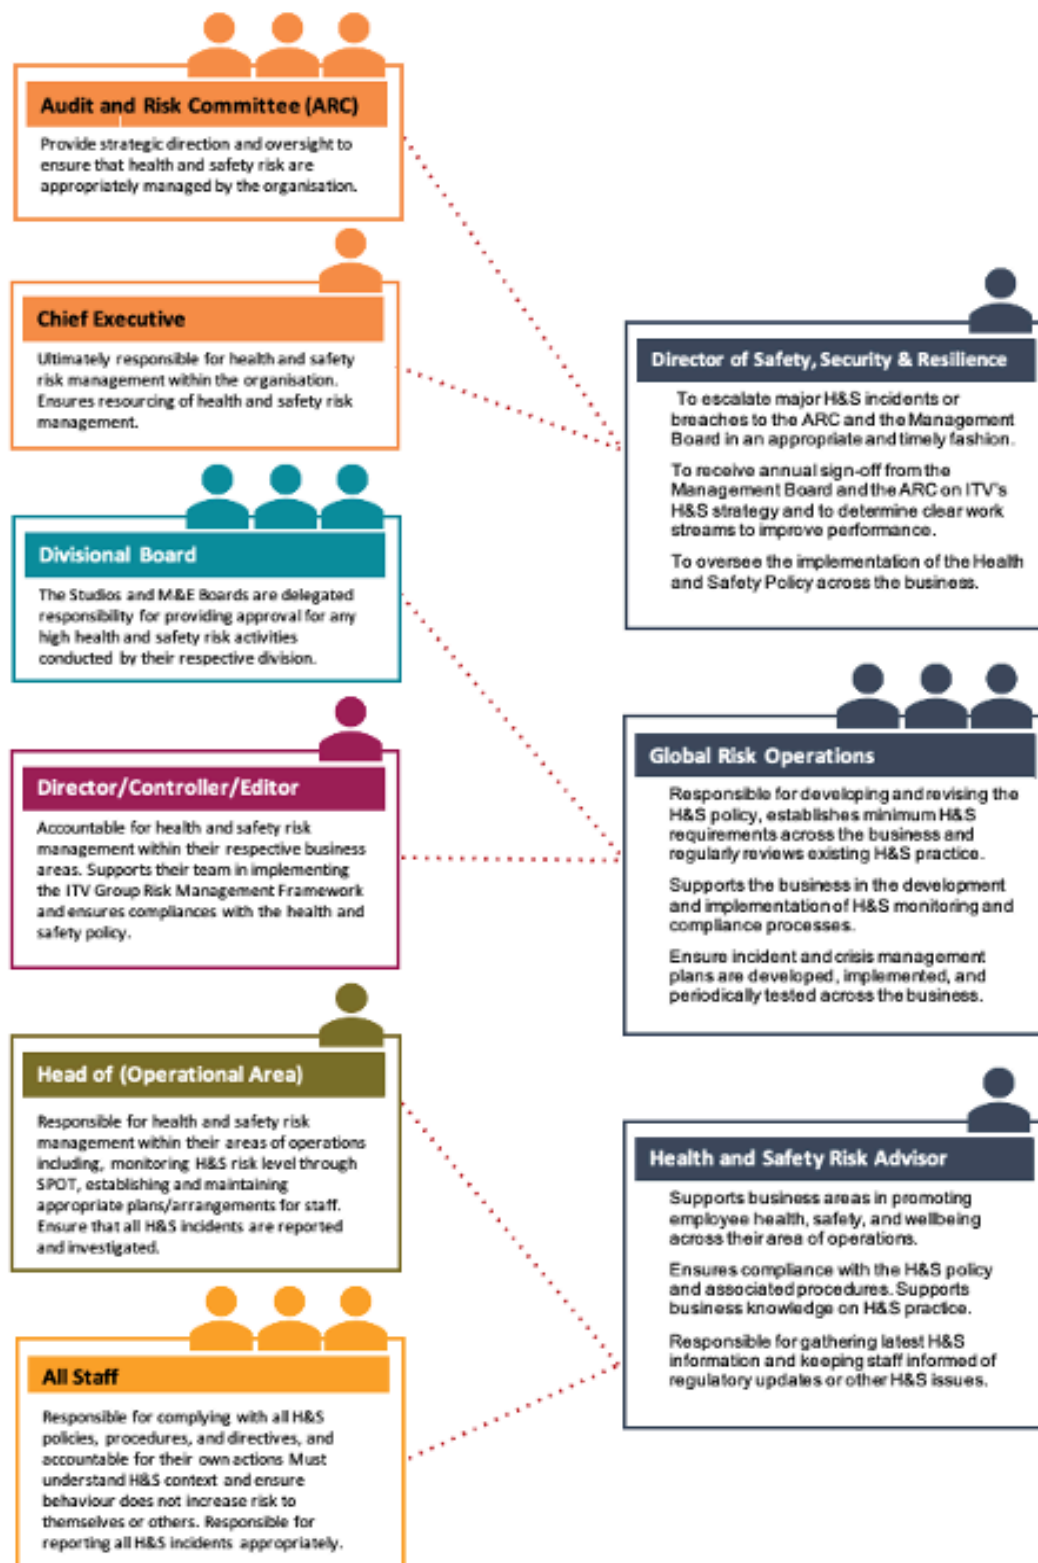 Audit and Risk Committee (ARC)
Provide strategic direction and oversight to
ensure that health and safety risk are
appropriately managed by the organisation.
Chief Executive
Ultimately responsible for health and safety
risk management within the organisation.
Ensures resourcing of health and safety risk
management.
Divisional Board
The Studios and M&E Boards are delegated
responsibility for providing approval for any
high health and safety risk activities
conducted by their respective division.
Director/Controller/Editor
Accountable for health and safety risk
management within their respective business
areas. Supports their team in implementing
the ITV Group Risk Management Framework
and ensures compliances with the health and
safety policy.
Head of (Operational Area)
Responsible for health and safety risk
management within their areas of operations
including, monitoring H&S risk level through
SPOT, establishing and maintaining
appropriate plans/arrangements for staff.
Ensure that all H&S incidents are reported
and investigated.
All Staff
Responsible for complying with all H&S
policies, procedures, and directives, and
accountable for their own actions Must
understand H&S context and ensure
behaviour does not increase risk to
themselves or others. Responsible for
reporting all H&S incidents appropriately.
Director of Safety, Security & Resilience
To escalate major H&S incidents or
breaches to the ARC and the Management
Board in an appropriate and timely fashion.
To receive annual sign-off from the
Management Board and the ARC on ITV's
H&S strategy and to determine clear work
streams to improve performance.
To oversee the implementation of the Health
and Safety Policy across the business.
Global Risk Operations
Responsible for developing and revising the
H&S policy, establishes minimum H&S
requirements across the business and
regularly reviews existing H&S practice.
Supports the business in the development
and implementation of H&S monitoring and
compliance processes.
Ensure incident and crisis management
plans are developed, implemented, and
periodically tested across the business.
Health and Safety Risk Advisor
Supports business areas in promoting
employee health, safety, and wellbeing
across their area of operations.
Ensures compliance with the H&S policy
and associated procedures. Supports
business knowledge on H&S practice.
Responsible for gathering latest H&S
information and keeping staff informed of
regulatory updates or other H&S issues.